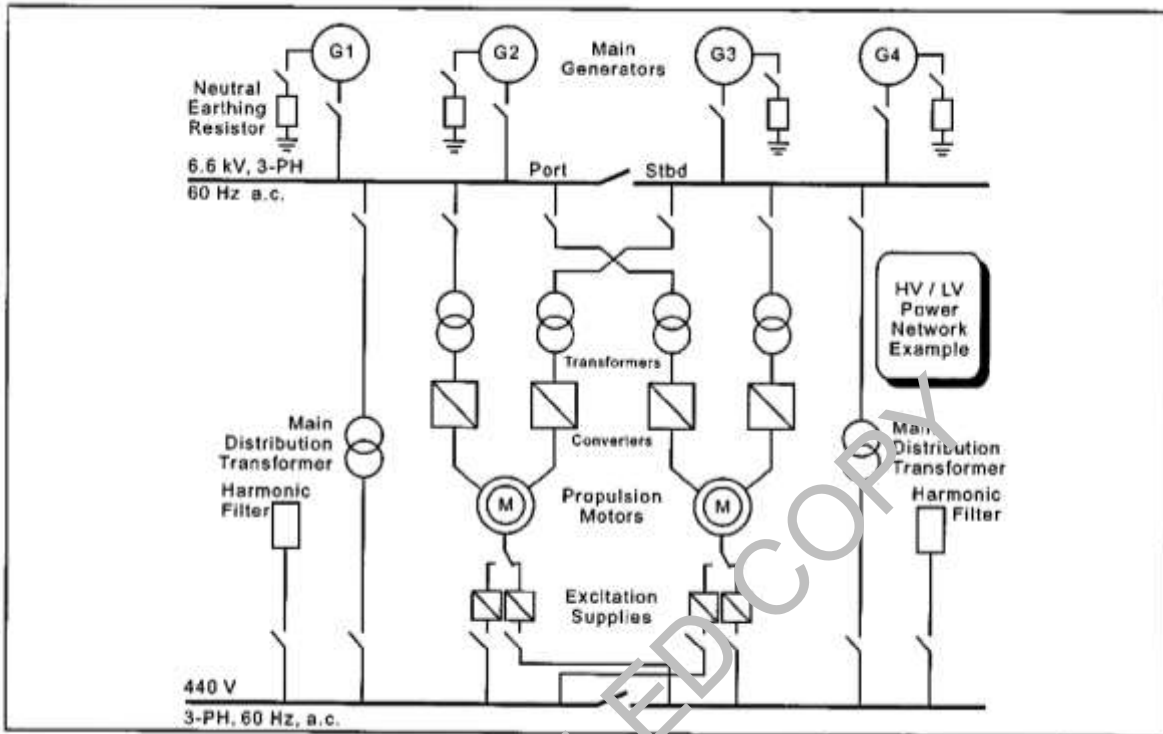 G1
G2
Main
Generators
G3
G4
Neutral
Earthing
Resistor
6.6 kV, 3-PH
60 Hz a.c.
Port
Stbd
HV / LV
Power
Network
Example
Transformers
Converters
Main
Distribution
Transformer
Harmonic
Filter
M
Propulsion
Motors
M
Main
Distribution
Transformer
Harmonic
Filter
Excitation
Supplies
440 V
3-PH, 60 Hz, a.c.
ED COPY